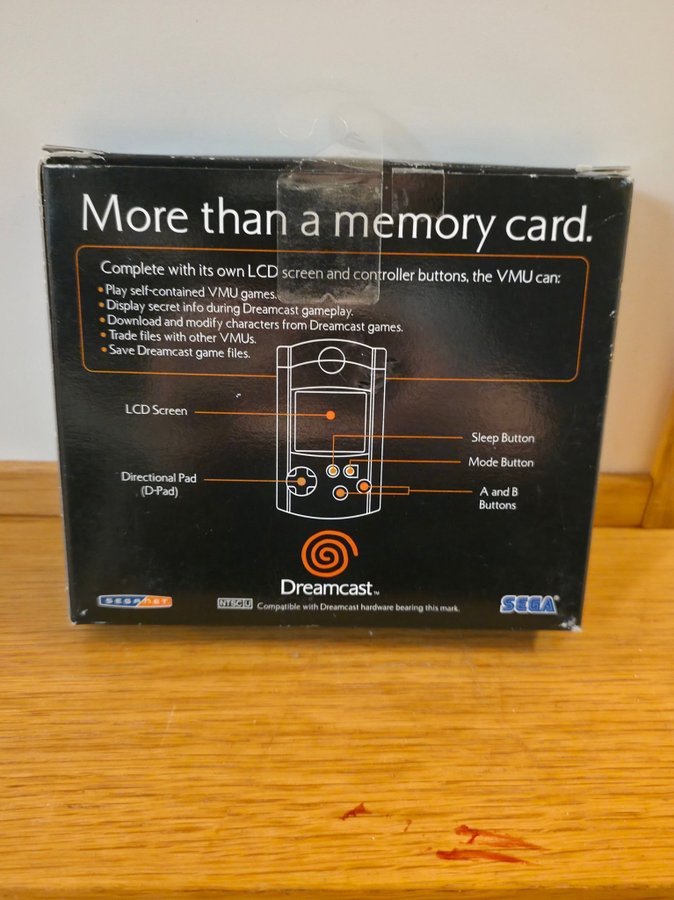 More than a memory card.
Complete with its own LCD screen and controller buttons, the VMU can:
•Play self-contained VMU games.
•Display secret info during Dreamcast gameplay.
•Download and modify characters from Dreamcast games.
•Trade files with other VMUs.
•Save Dreamcast game files.
LCD Screen
Sleep Button
Mode Button
Directional Pad
(D-Pad)
A and B
Buttons
Dreamcast™
SEGANET
NTSC U
Compatible with Dreamcast hardware bearing this mark.
SEGA®